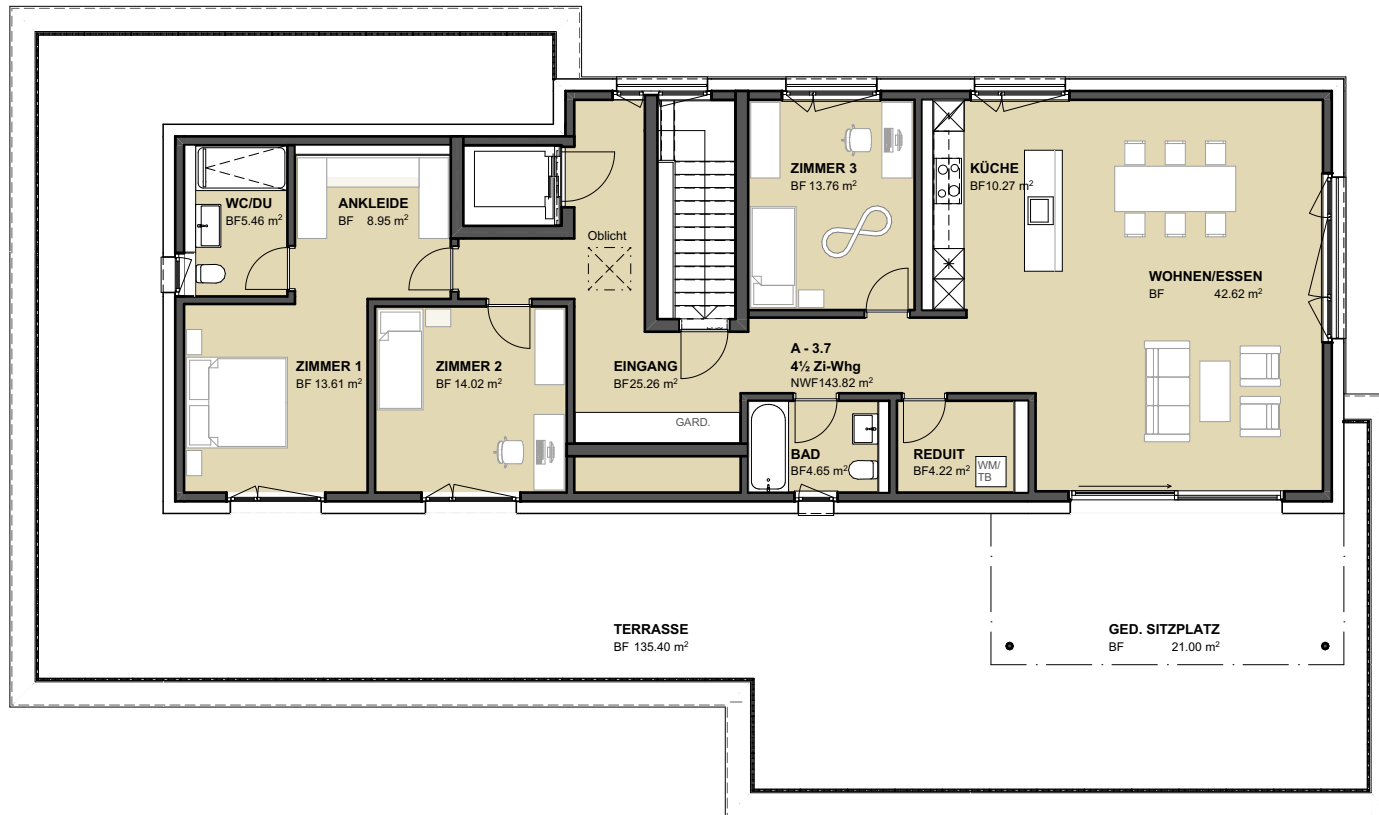 ZIMMER 3
BF 13.76 m²
KÜCHE
BF10.27 m²
WC/DU
BF5.46 m²
ANKLEIDE
BF 8.95 m²
Oblicht
WOHNEN/ESSEN
BF 42.62 m²
ZIMMER 1
BF 13.61 m²
ZIMMER 2
BF 14.02 m²
EINGANG
BF25.26 m²
A - 3.7
4½ Zi-Whg
NWF143.82 m²
GARD.
BAD
BF4.65 m²
REDUIT
BF4.22 m²
WM/
TB
TERRASSE
BF 135.40 m²
GED. SITZPLATZ
BF 21.00 m²